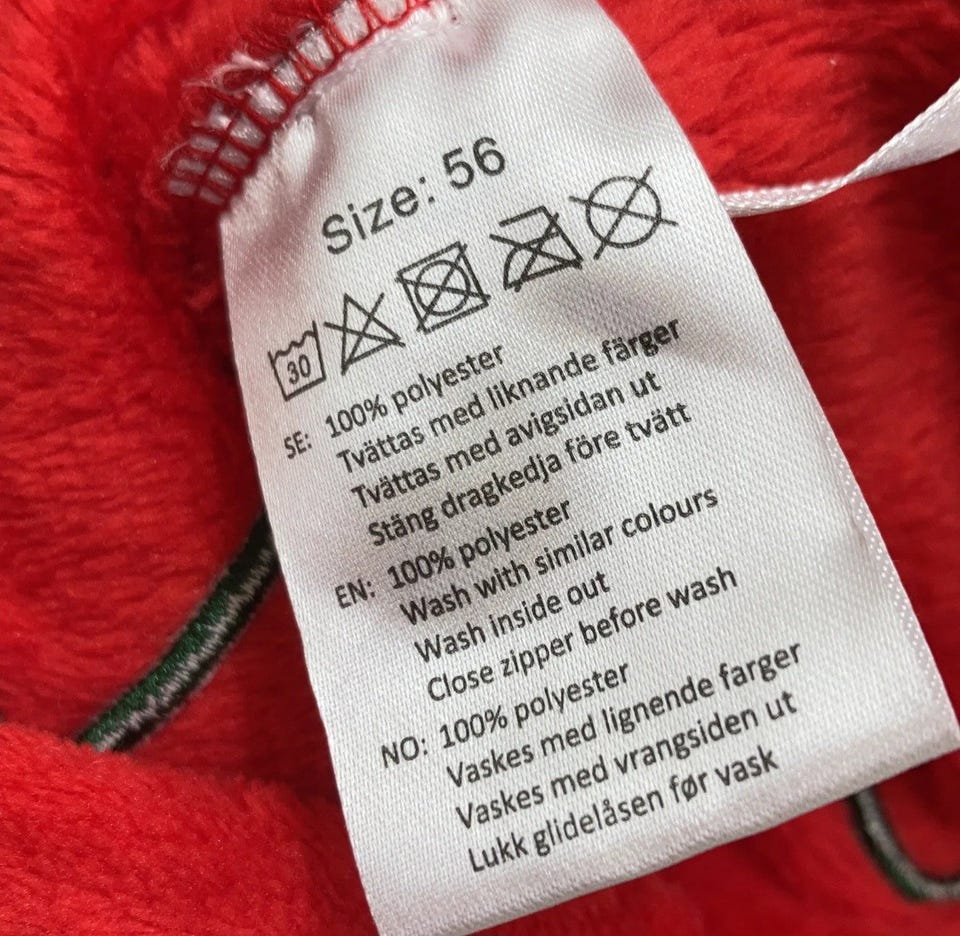 Size: 56
30
SE: 100% polyester
Tvättas med liknande färger
Tvättas med avigsidan ut
Stäng dragkedja före tvätt
EN: 100% polyester
Wash with similar colours
Wash inside out
Close zipper before wash
NO: 100% polyester
Vaskes med lignende farger
Vaskes med vrangsiden ut
Lukk glidelåsen før vask